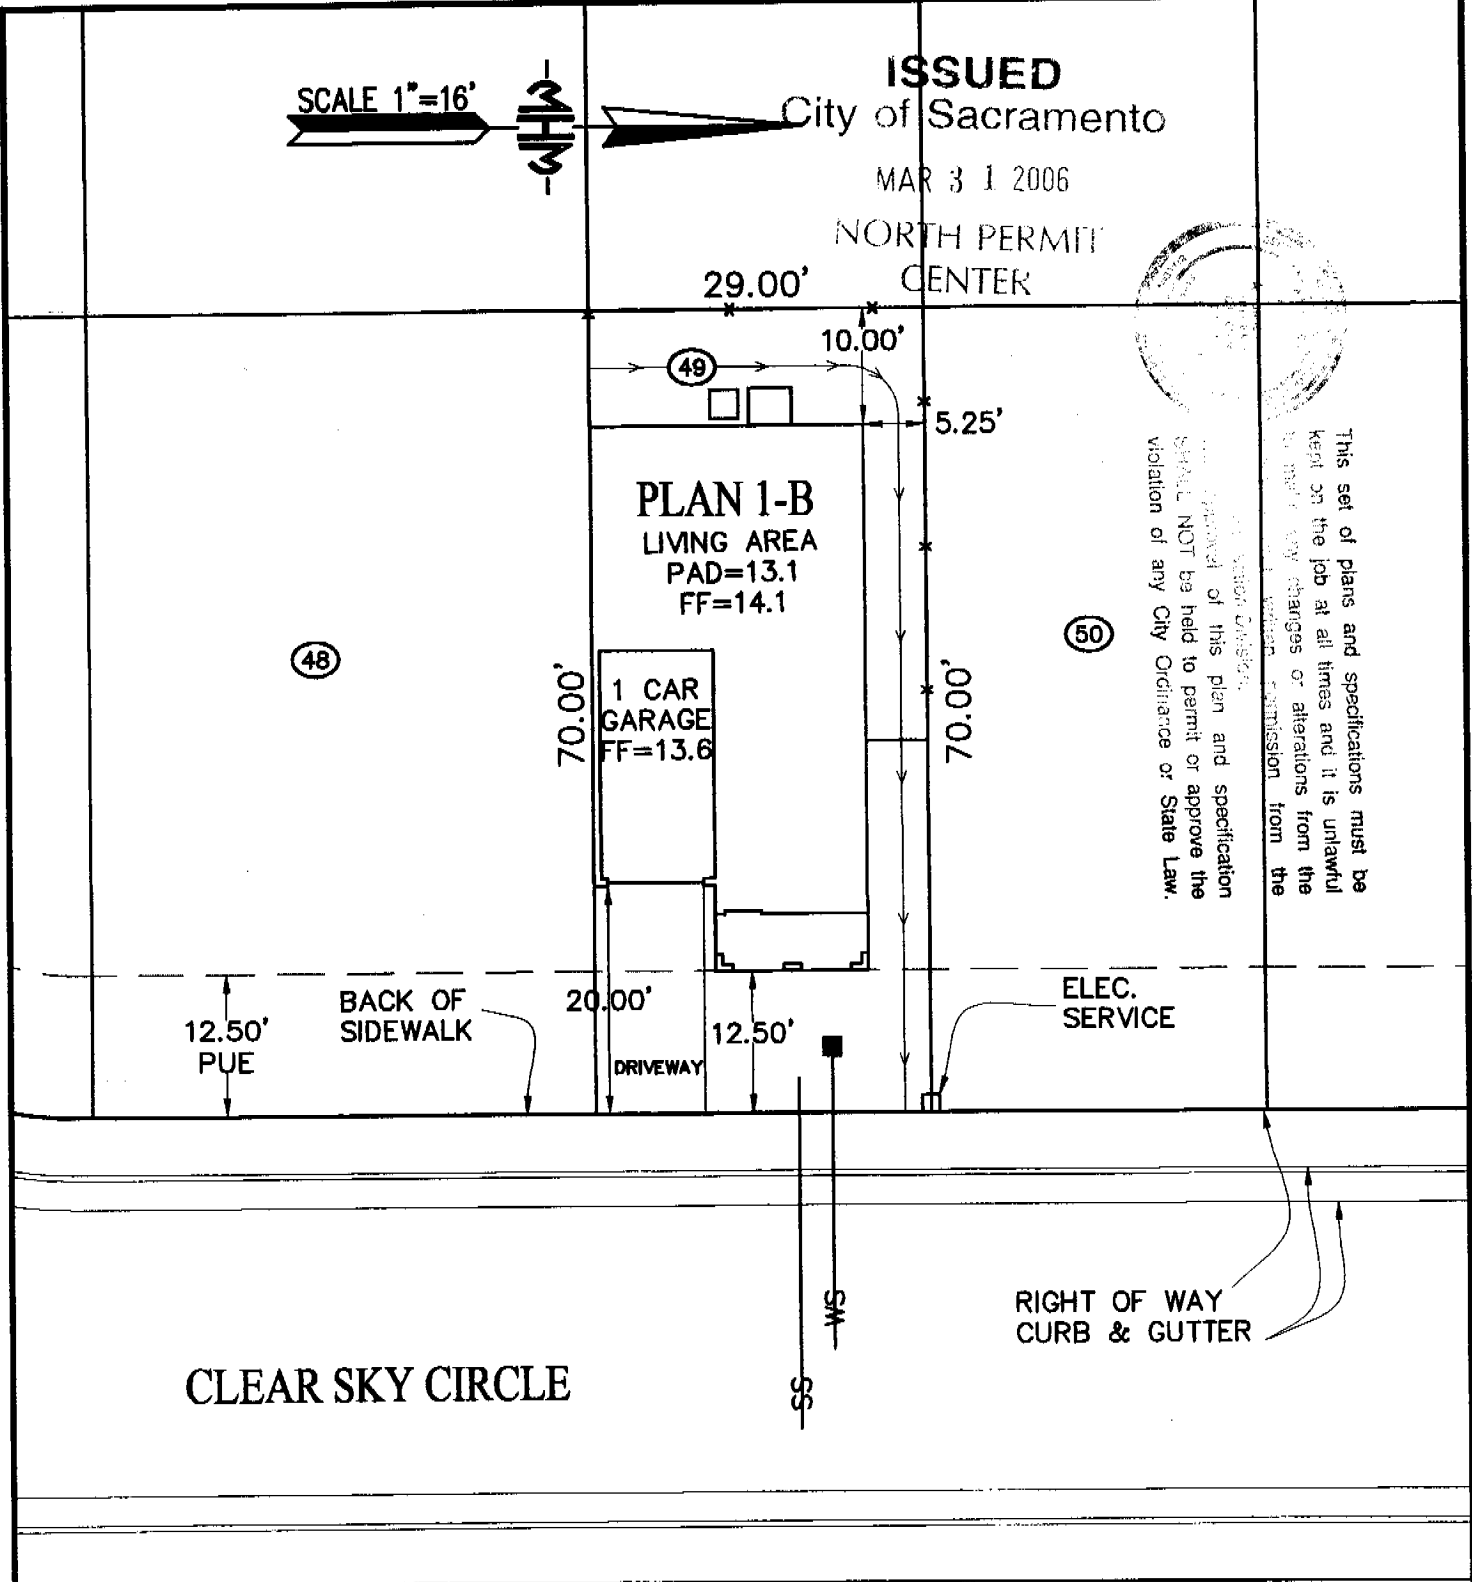 SCALE 1"=16'
ISSUED
City of Sacramento
MAR 31 2006
NORTH PERMIT
CENTER
29.00'
10.00'
49
5.25'
PLAN 1-B
LIVING AREA
PAD=13.1
FF=14.1
48
50
70.00'
1 CAR
GARAGE
FF=13.6
70.00'
This set of plans and specifications must be
kept on the job at all times and it is unlawful
any changes or alterations from the
from the
of this plan and specification
SHALL NOT be held to permit or approve the
violation of any City Ordinance or State Law.
BACK OF
SIDEWALK
20.00'
12.50'
PUE
12.50'
DRIVEWAY
ELEC.
SERVICE
WS
SS
RIGHT OF WAY
CURB & GUTTER
CLEAR SKY CIRCLE